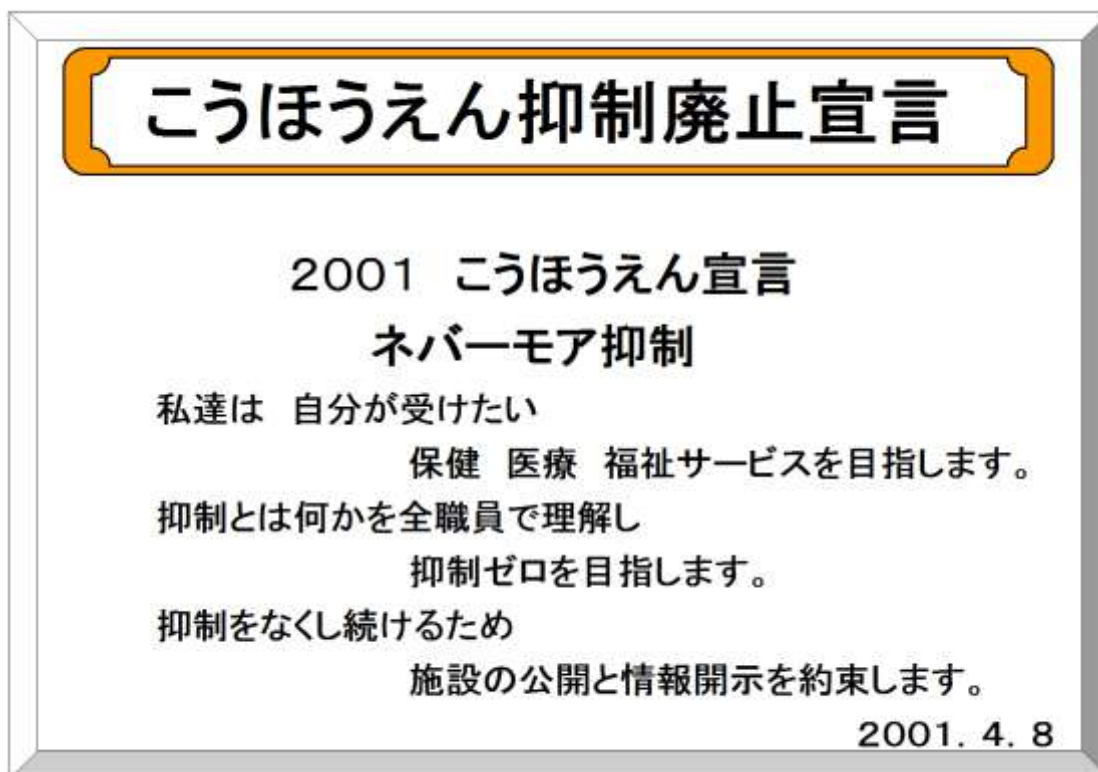 こうほうえん抑制廃止宣言
２００１　こうほうえん宣言
ネバーモア抑制
私達は　自分が受けたい
保健　医療　福祉サービスを目指します。
抑制とは何かを全職員で理解し
抑制ゼロを目指します。
抑制をなくし続けるため
施設の公開と情報開示を約束します。
２００１．４．８